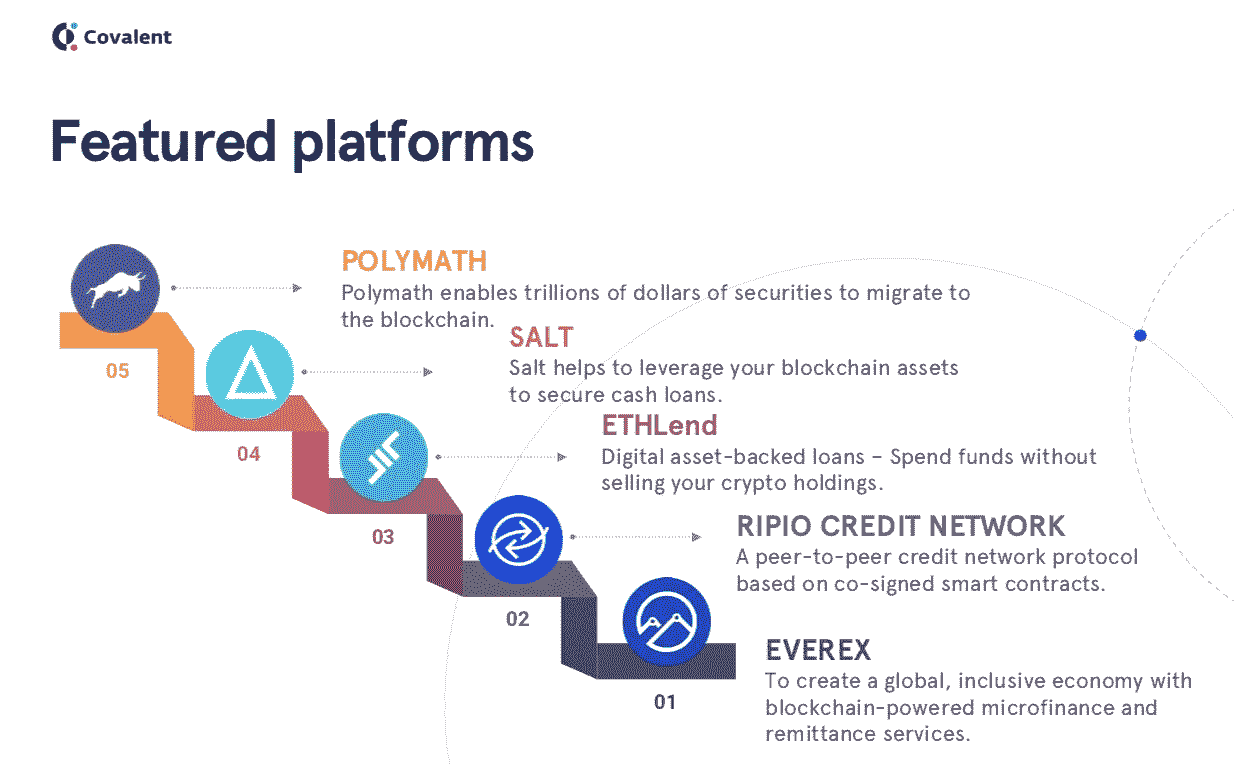 Covalent
Featured platforms
POLYMATH
Polymath enables trillions of dollars of securities to migrate to
the blockchain.
05
SALT
Salt helps to leverage your blockchain assets
to secure cash loans.
04
ETHLend
Digital asset-backed loans – Spend funds without
selling your crypto holdings.
03
RIPIO CREDIT NETWORK
A peer-to-peer credit network protocol
based on co-signed smart contracts.
02
EVEREX
To create a global, inclusive economy with
blockchain-powered microfinance and
remittance services.
01